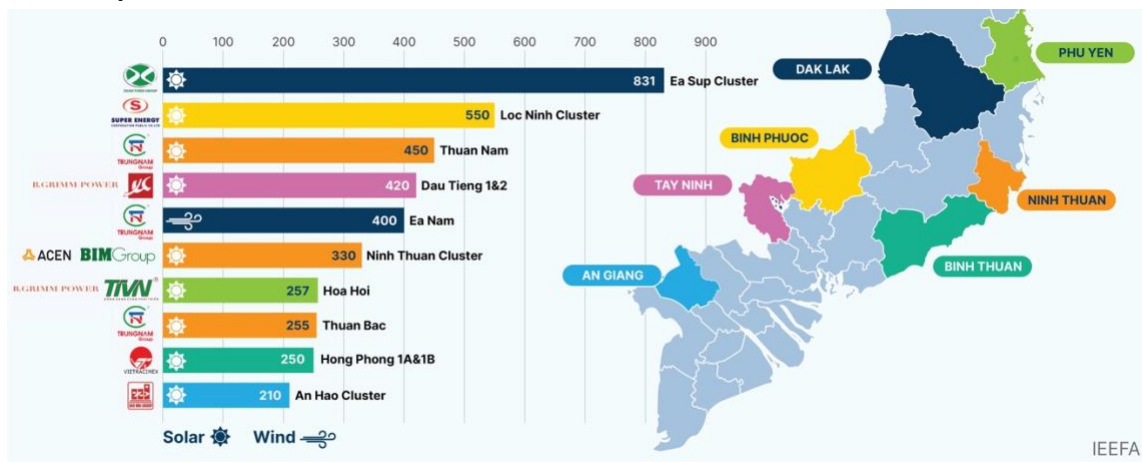 0 100 200 300 400 500 600 700 800 900
831 Ea Sup Cluster
SUPER ENERGY
550 Loc Ninh Cluster
TRUNGNAM
Group
450 Thuan Nam
B.GRIMM POWER
420 Dau Tieng 1&2
TRUNGNAM
Group
400 Ea Nam
ACEN BIMGroup
330 Ninh Thuan Cluster
B.GRIMM POWER
257 Hoa Hoi
TRUNGNAM
Group
255 Thuan Bac
VIETRACIMEX
250 Hong Phong 1A&1B
210 An Hao Cluster
Solar Wind
PHU YEN
DAK LAK
BINH PHUOC
TAY NINH
NINH THUAN
BINH THUAN
AN GIANG
IEEFA